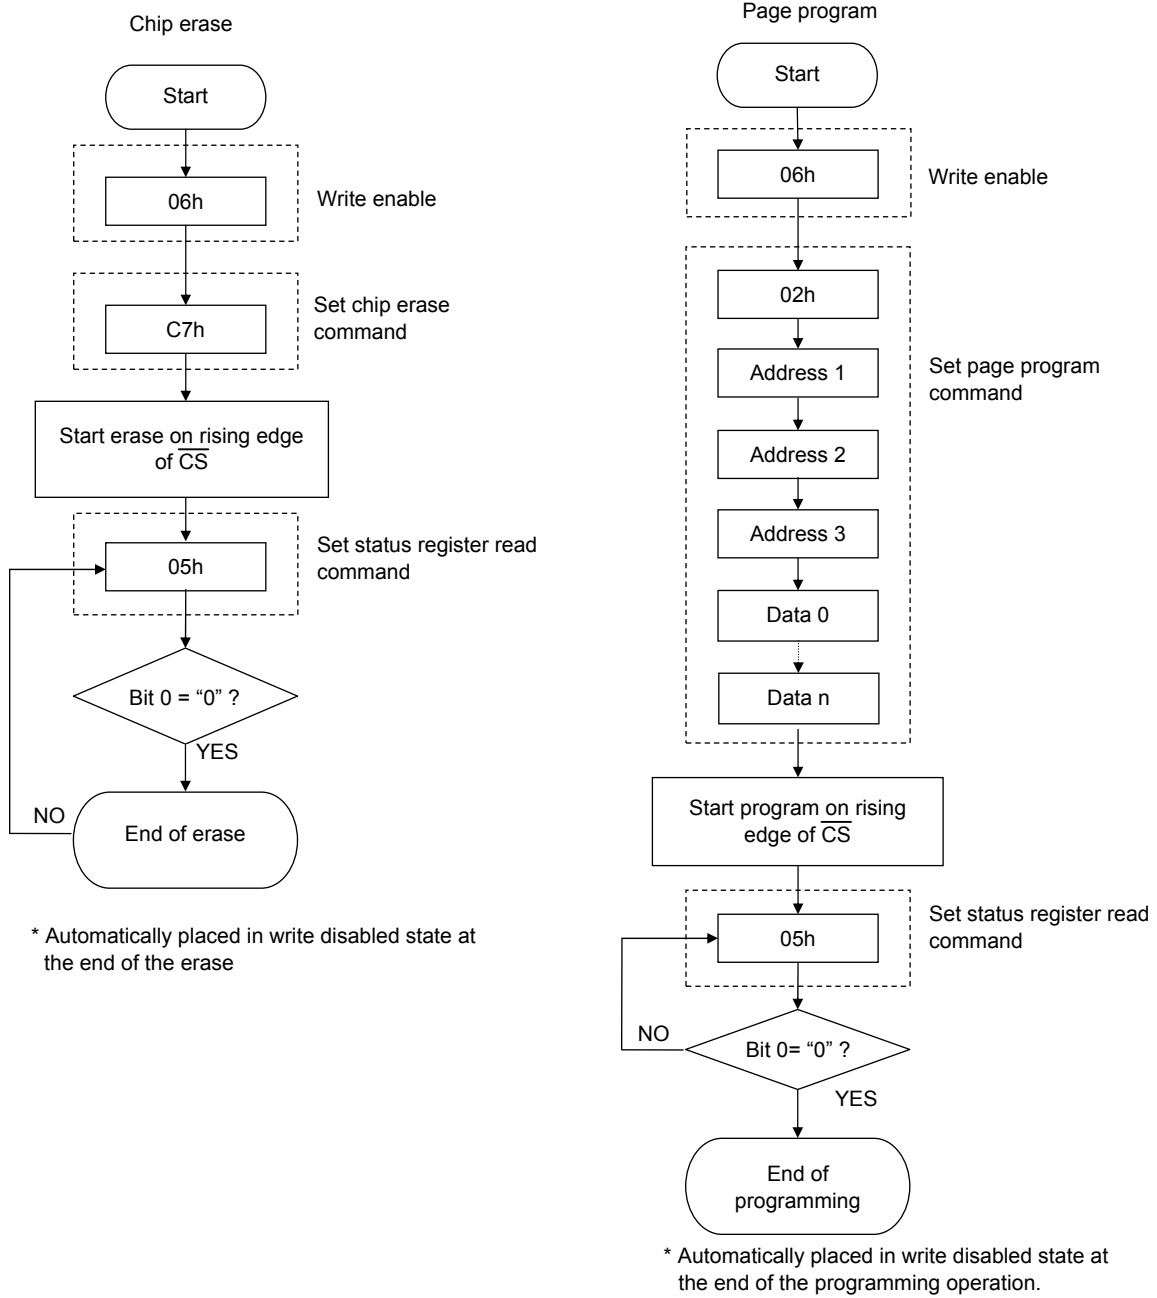 Chip erase
Start
06h
Write enable
C7h
Set chip erase
command
Start erase on rising edge
of C̅S̅
05h
Set status register read
command
Bit 0 = “0” ?
YES
NO
End of erase
* Automatically placed in write disabled state at
the end of the erase
Page program
Start
06h
Write enable
02h
Address 1
Set page program
command
Address 2
Address 3
Data 0
Data n
Start program on rising
edge of C̅S̅
05h
Set status register read
command
NO
Bit 0= “0” ?
YES
End of
programming
* Automatically placed in write disabled state at
the end of the programming operation.